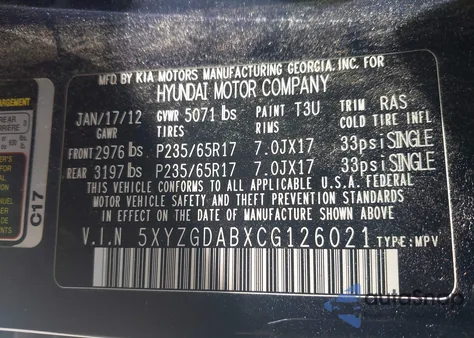 MFD BY KIA MOTORS MANUFACTURING GEORGIA, INC. FOR
HYUNDAI MOTOR COMPANY
JAN/17/12 GVWR 5071 lbs PAINT T3U TRIM RAS
GAWR TIRES RIMS COLD TIRE INFL
FRONT 2976 lbs P235/65R17 7.0JX17 33psi SINGLE
REAR 3197 lbs P235/65R17 7.0JX17 33psi SINGLE
THIS VEHICLE CONFORMS TO ALL APPLICABLE U.S.A. FEDERAL
MOTOR VEHICLE SAFETY AND THEFT PREVENTION STANDARDS
IN EFFECT ON THE DATE OF MANUFACTURE SHOWN ABOVE.
V.I.N 5XYZGDABXCG126021 TYPE: MPV
C17